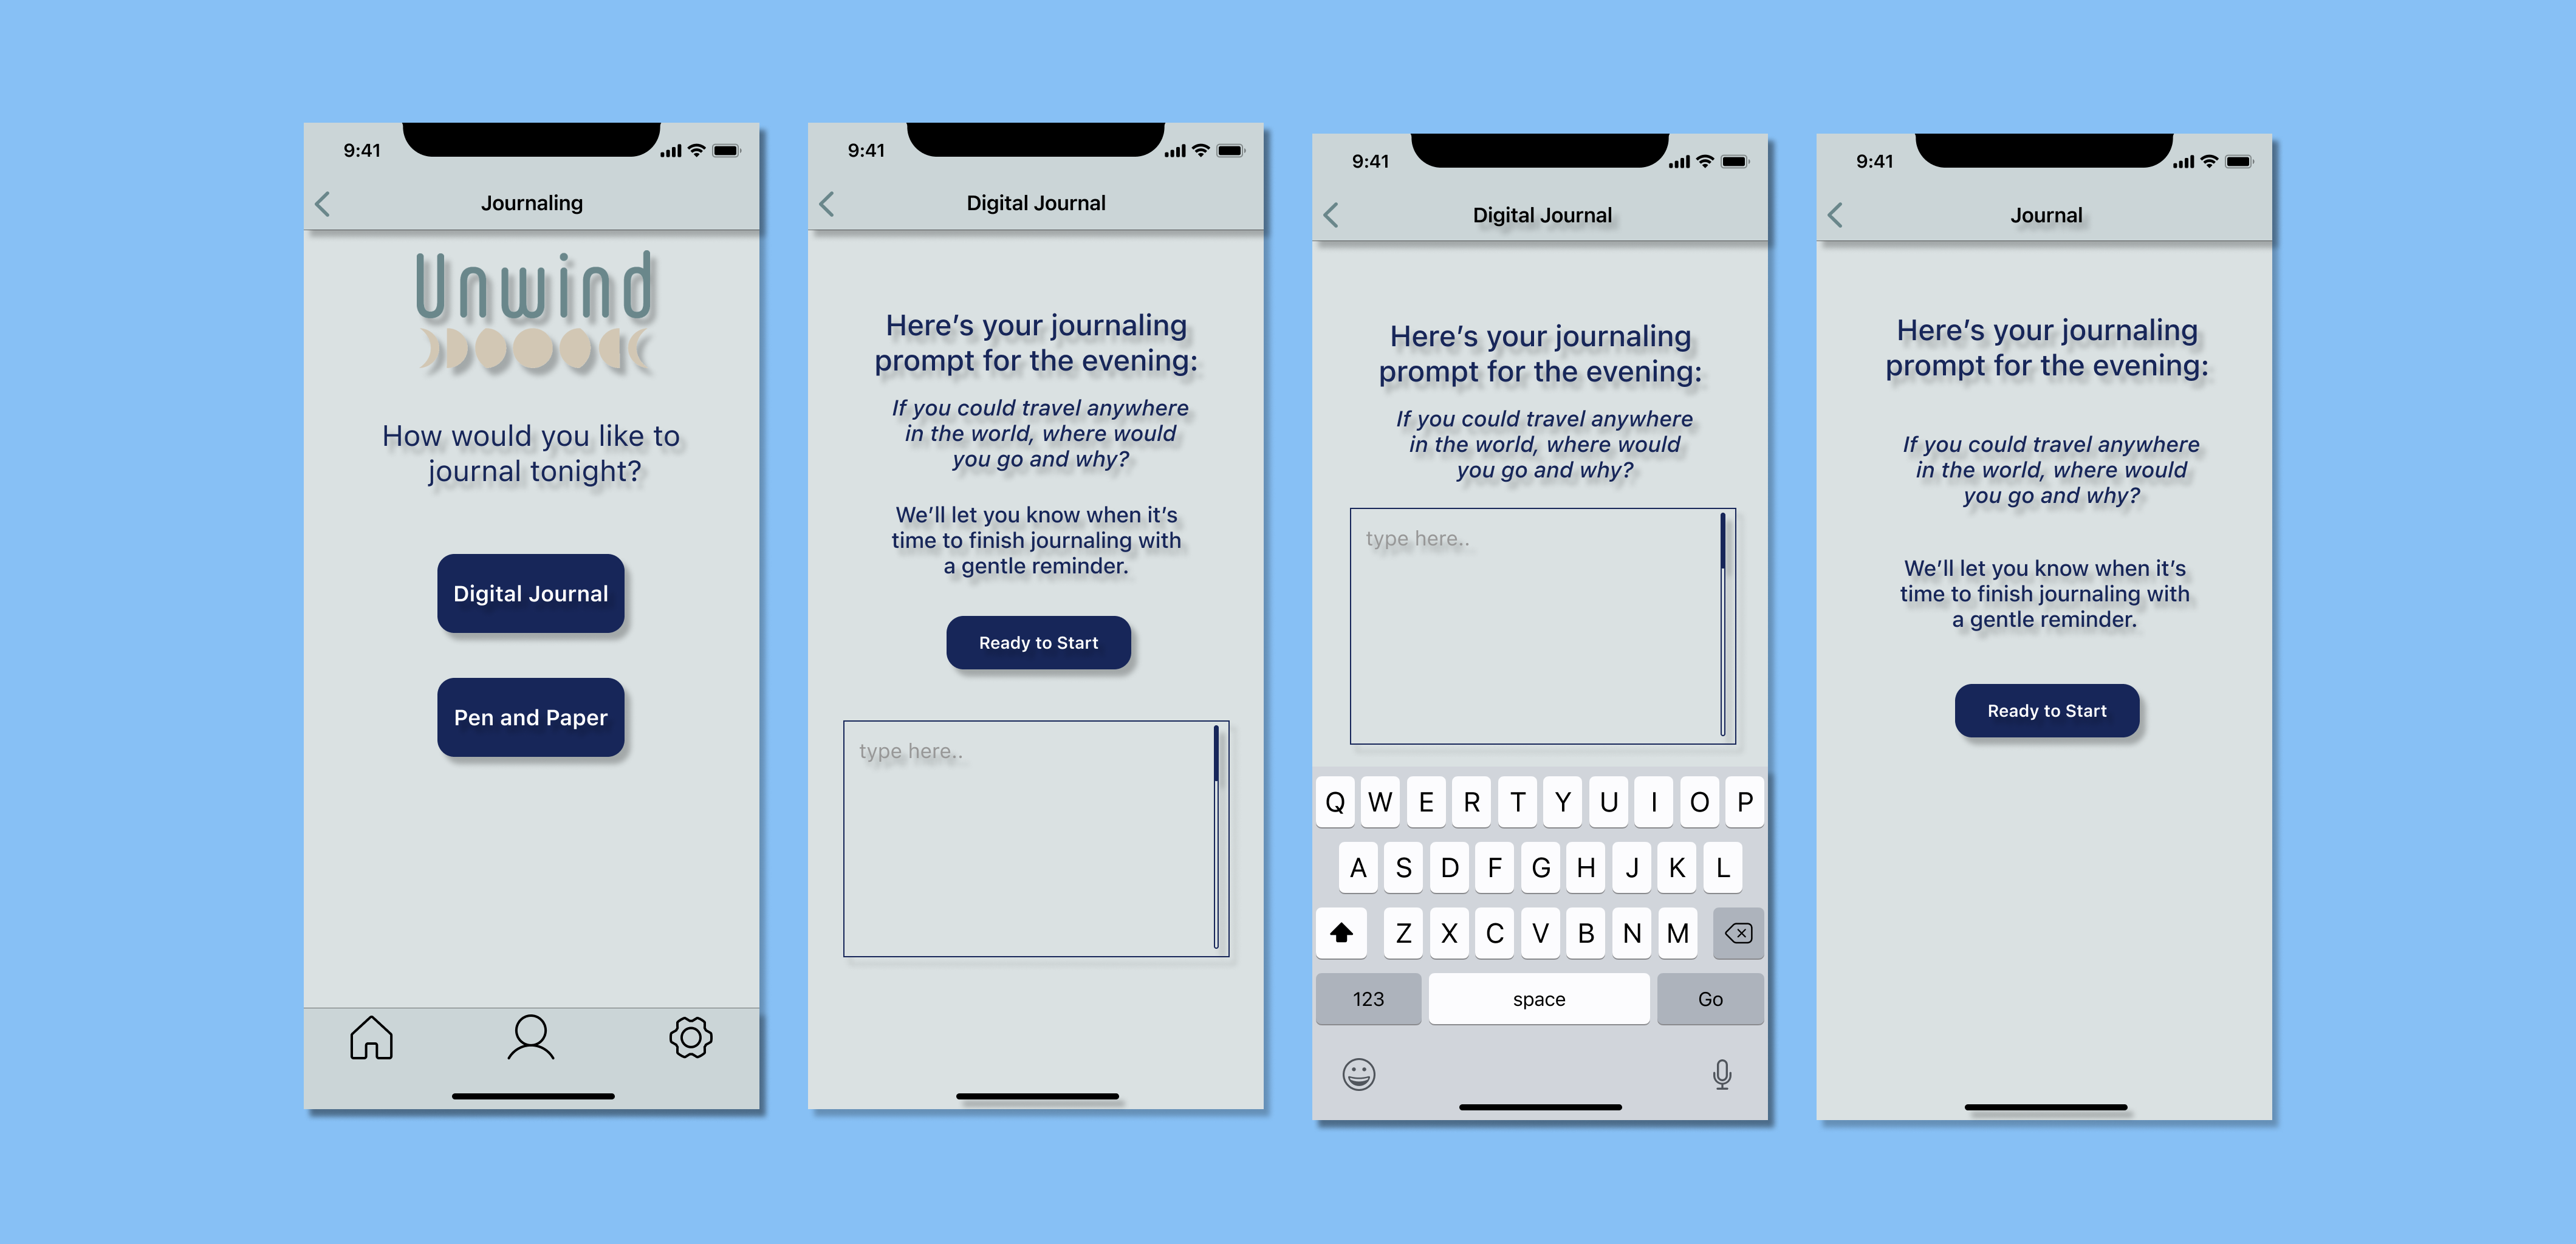 9:41
Journaling
Unwind
How would you like to
journal tonight?
Digital Journal
Pen and Paper
9:41
Digital Journal
Here’s your journaling
prompt for the evening:
If you could travel anywhere
in the world, where would
you go and why?
We’ll let you know when it’s
time to finish journaling with
a gentle reminder.
Ready to Start
type here..
9:41
Digital Journal
Here’s your journaling
prompt for the evening:
If you could travel anywhere
in the world, where would
you go and why?
type here..
Q W E R T Y U I O P
A S D F G H J K L
Z X C V B N M
123 space Go
9:41
Journal
Here’s your journaling
prompt for the evening:
If you could travel anywhere
in the world, where would
you go and why?
We’ll let you know when it’s
time to finish journaling with
a gentle reminder.
Ready to Start